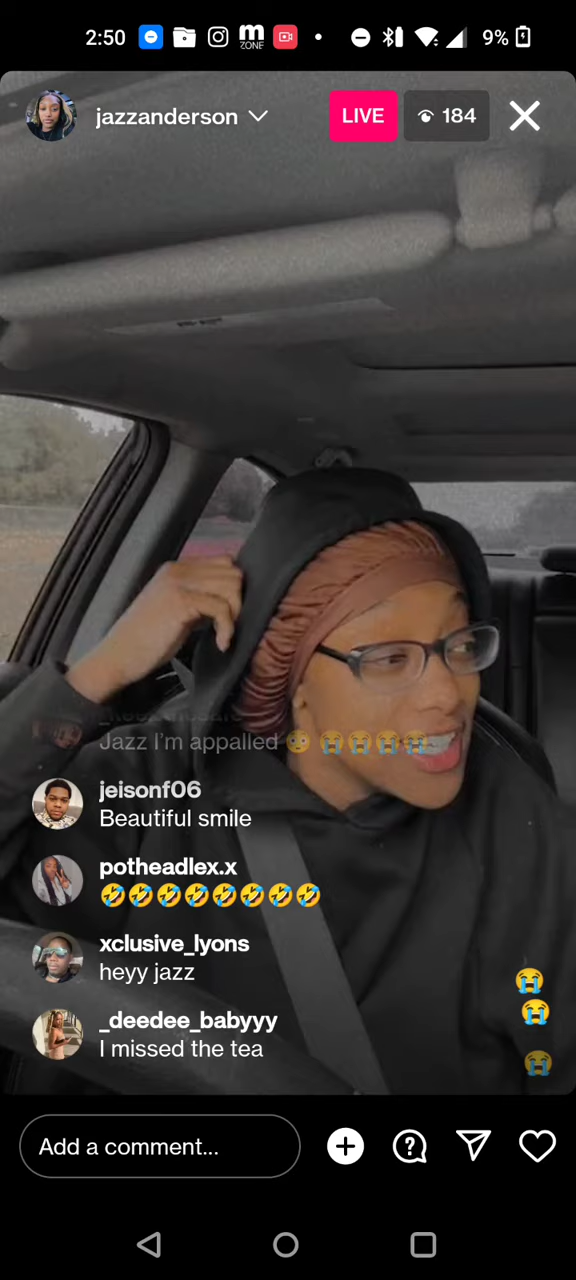 2:50
m
ZONE
9%
jazzanderson
LIVE
184
Jazz I'm appalled 😳 😭😭😭😭
jeisonf06
Beautiful smile
potheadlex.x
🤣🤣🤣🤣🤣🤣🤣🤣
xclusive_lyons
heyy jazz
_deedee_babyyy
I missed the tea
Add a comment...